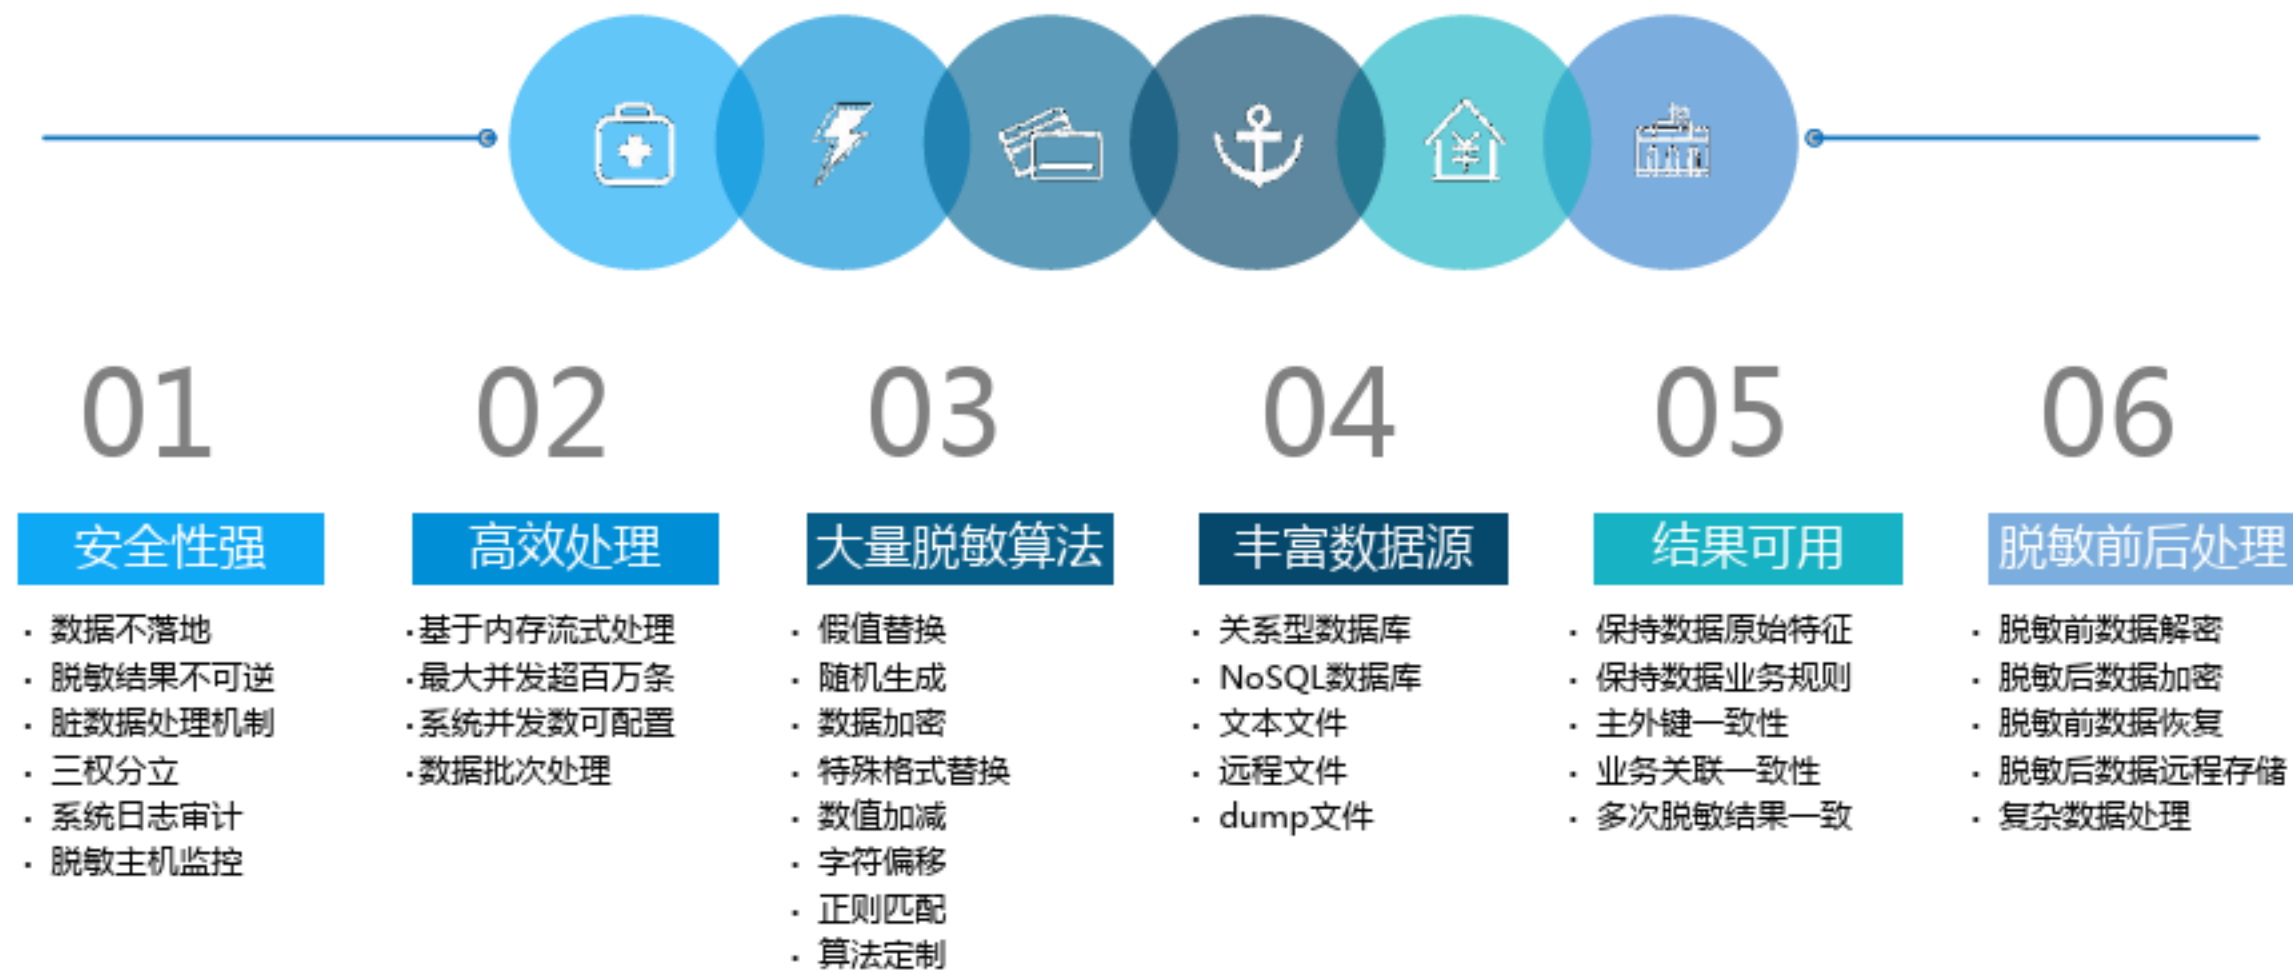 01
安全性强
· 数据不落地
· 脱敏结果不可逆
· 脏数据处理机制
· 三权分立
· 系统日志审计
· 脱敏主机监控
02
高效处理
·基于内存流式处理
·最大并发超百万条
·系统并发数可配置
·数据批次处理
03
大量脱敏算法
· 假值替换
· 随机生成
· 数据加密
· 特殊格式替换
· 数值加减
· 字符偏移
· 正则匹配
· 算法定制
04
丰富数据源
· 关系型数据库
· NoSQL数据库
· 文本文件
· 远程文件
· dump文件
05
结果可用
· 保持数据原始特征
· 保持数据业务规则
· 主外键一致性
· 业务关联一致性
· 多次脱敏结果一致
06
脱敏前后处理
· 脱敏前数据解密
· 脱敏后数据加密
· 脱敏前数据恢复
· 脱敏后数据远程存储
· 复杂数据处理